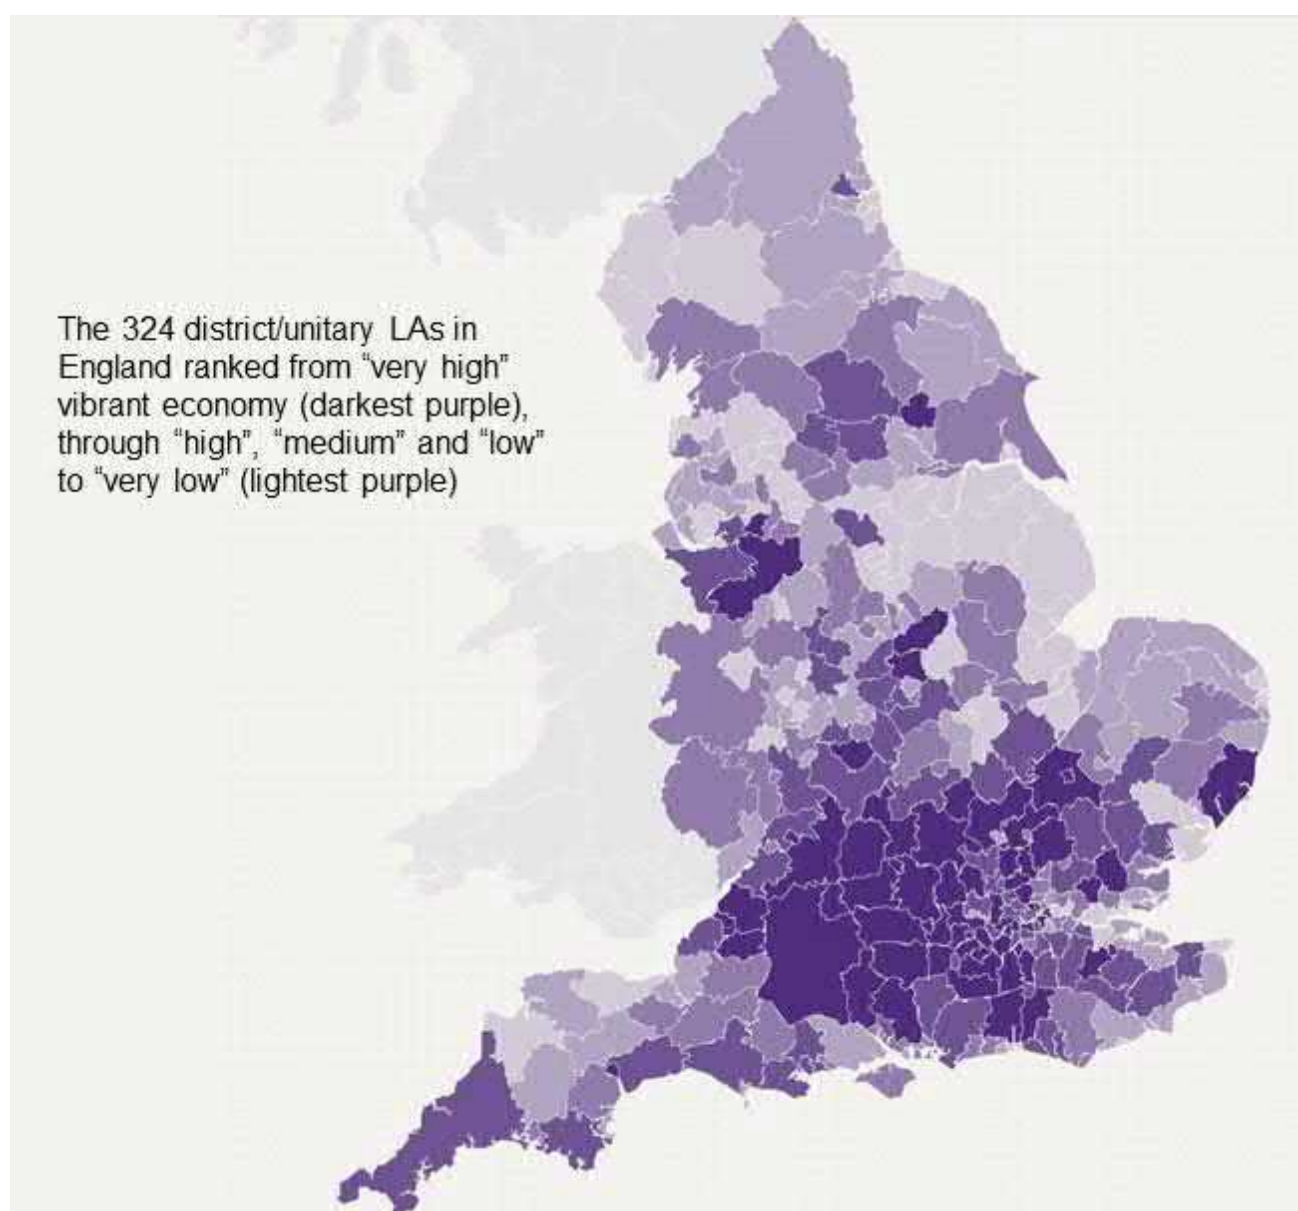 The 324 district/unitary LAs in
England ranked from “very high”
vibrant economy (darkest purple),
through “high”, “medium” and “low”
to “very low” (lightest purple)